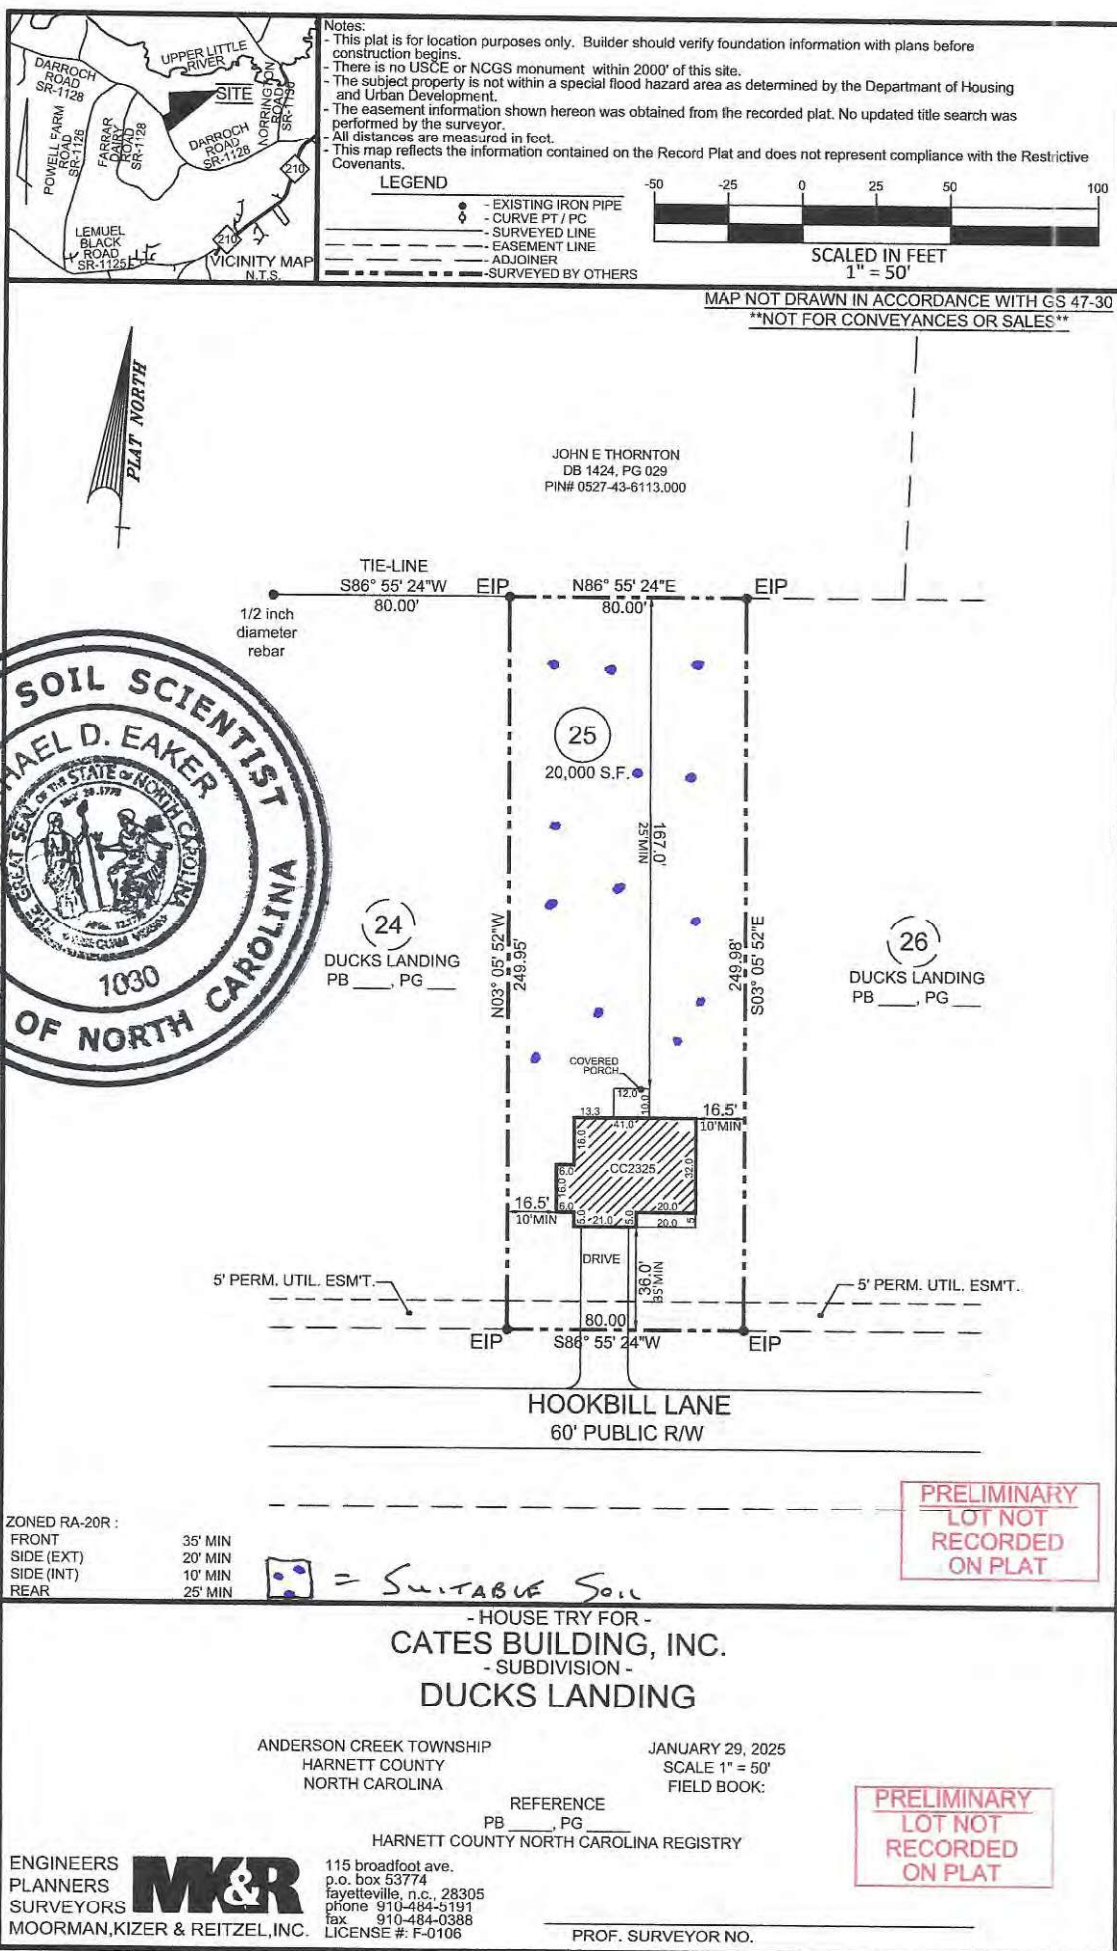 UPPER LITTLE
RIVER
DARROCH
ROAD
SR-1128
SITE
NORRINGTON
ROAD
POWELL FARM
ROAD
SR-1126
FARRAR
DAIRY
ROAD
SR-1128
DARROCH
ROAD
SR-1128
210
210
LEMUEL
BLACK
ROAD
SR-1125
VICINITY MAP
N.T.S.
Notes:
- This plat is for location purposes only. Builder should verify foundation information with plans before
construction begins.
- There is no USCE or NCGS monument within 2000' of this site.
- The subject property is not within a special flood hazard area as determined by the Departmant of Housing
and Urban Development.
- The easement information shown hereon was obtained from the recorded plat. No updated title search was
performed by the surveyor.
- All distances are measured in feet.
- This map reflects the information contained on the Record Plat and does not represent compliance with the Restrictive
Covenants.
LEGEND
- EXISTING IRON PIPE
- CURVE PT / PC
- SURVEYED LINE
- EASEMENT LINE
- ADJOINER
-SURVEYED BY OTHERS
-50 -25 0 25 50 100
SCALED IN FEET
1" = 50'
MAP NOT DRAWN IN ACCORDANCE WITH GS 47-30
**NOT FOR CONVEYANCES OR SALES**
PLAT NORTH
JOHN E THORNTON
DB 1424, PG 029
PIN# 0527-43-6113.000
TIE-LINE
S86° 55' 24"W
80.00'
EIP
N86° 55' 24"E
80.00'
EIP
1/2 inch
diameter
rebar
SOIL SCIENTIST
OF NORTH CAROLINA
D. EAKER
GREAT SEAL OF THE STATE OF NORTH CAROLINA
1030
25
20,000 S.F.
167.0'
25'MIN
24
DUCKS LANDING
PB ____, PG ___
N03° 05' 52"W
249.95'
249.98'
S03° 05' 52"E
26
DUCKS LANDING
PB ____, PG ___
COVERED
PORCH
12.0
10.0
13.3
41.0
16.5'
10'MIN
16.0
6.0
CC2325
32.0
16.0
6.0
16.5'
10'MIN
5.0
21.0
5.0
20.0
20.0
5
DRIVE
36.0'
35'MIN
5' PERM. UTIL. ESM'T.
5' PERM. UTIL. ESM'T.
80.00
EIP
S86° 55' 24"W
EIP
HOOKBILL LANE
60' PUBLIC R/W
ZONED RA-20R :
FRONT 35' MIN
SIDE (EXT) 20' MIN
SIDE (INT) 10' MIN
REAR 25' MIN
= SUITABLE SOIL
PRELIMINARY
LOT NOT
RECORDED
ON PLAT
- HOUSE TRY FOR -
CATES BUILDING, INC.
- SUBDIVISION -
DUCKS LANDING
ANDERSON CREEK TOWNSHIP
HARNETT COUNTY
NORTH CAROLINA
JANUARY 29, 2025
SCALE 1" = 50'
FIELD BOOK:
REFERENCE
PB _____, PG _____
HARNETT COUNTY NORTH CAROLINA REGISTRY
PRELIMINARY
LOT NOT
RECORDED
ON PLAT
ENGINEERS
PLANNERS
SURVEYORS
MK&R
MOORMAN,KIZER & REITZEL,INC.
115 broadfoot ave.
p.o. box 53774
fayetteville, n.c., 28305
phone 910-484-5191
fax 910-484-0388
LICENSE #: F-0106
PROF. SURVEYOR NO.